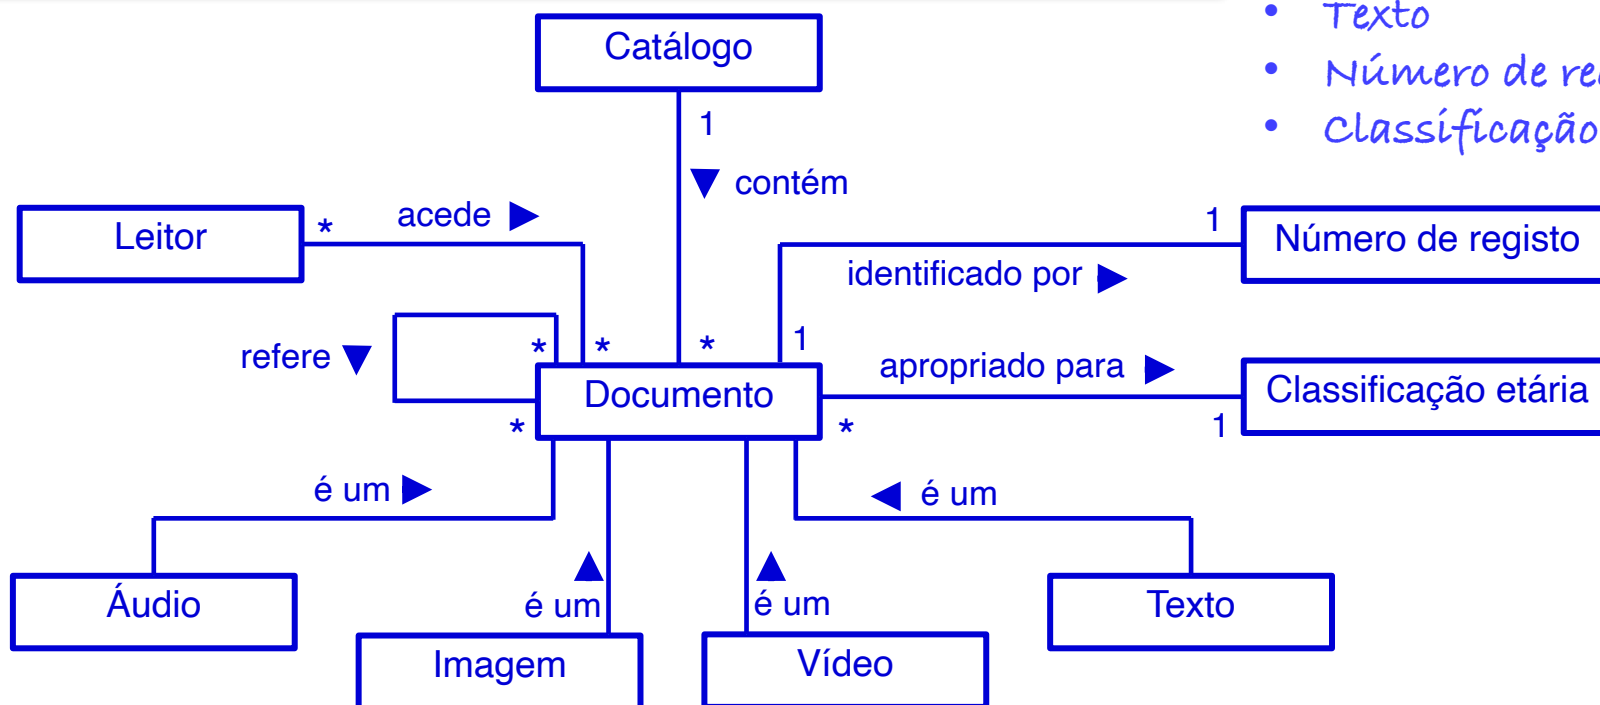 • Texto
Catálogo
• Número de
• Classificação
1
▼ contém
Leitor
*
acede ▶
1
Número de registo
identificado por ▶
refere ▼
*
*
*
1
apropriado para ▶
Documento
Classificação etária
*
*
1
é um ▶
◀ é um
▲
▲
Áudio
é um
é um
Texto
Imagem
Vídeo